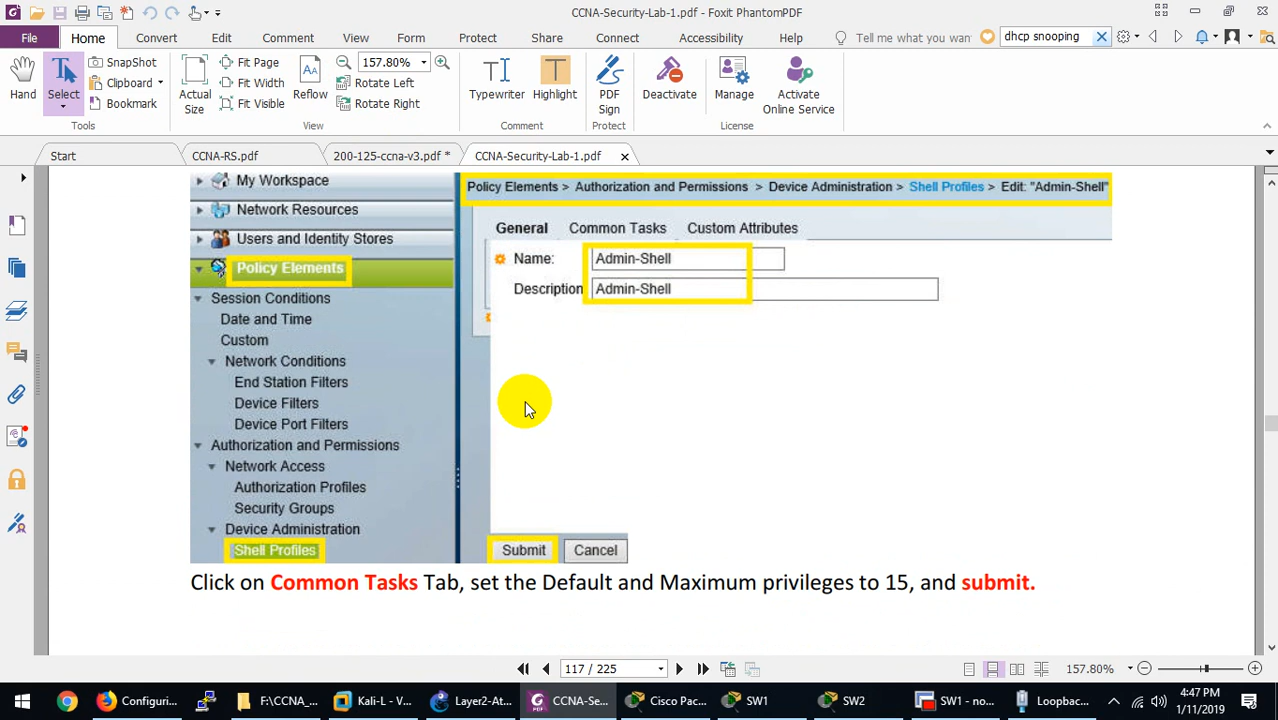 CCNA-Security-Lab-1.pdf - Foxit PhantomPDF
File Home Convert Edit Comment View Form Protect Share Connect Accessibility Help Tell me what you want dhcp snooping
Hand
Select
SnapShot
Clipboard
Bookmark
Tools
Actual Size
Fit Page
Fit Width
Fit Visible
Reflow
157.80%
Rotate Left
Rotate Right
View
Typewriter
Highlight
Comment
PDF Sign
Protect
Deactivate
Manage
Activate Online Service
License
Start CCNA-RS.pdf 200-125-ccna-v3.pdf * CCNA-Security-Lab-1.pdf
My Workspace
Network Resources
Users and Identity Stores
Policy Elements
Session Conditions
Date and Time
Custom
Network Conditions
End Station Filters
Device Filters
Device Port Filters
Authorization and Permissions
Network Access
Authorization Profiles
Security Groups
Device Administration
Shell Profiles
Policy Elements > Authorization and Permissions > Device Administration > Shell Profiles > Edit: "Admin-Shell"
General Common Tasks Custom Attributes
Name: Admin-Shell
Description Admin-Shell
Submit Cancel
Click on Common Tasks Tab, set the Default and Maximum privileges to 15, and submit.
117 / 225
157.80%
Configuri... F:\CCNA_... Kali-L - V... Layer2-At... CCNA-Se... Cisco Pac... SW1 SW2 SW1 - no... Loopbac...
4:47 PM
1/11/2019